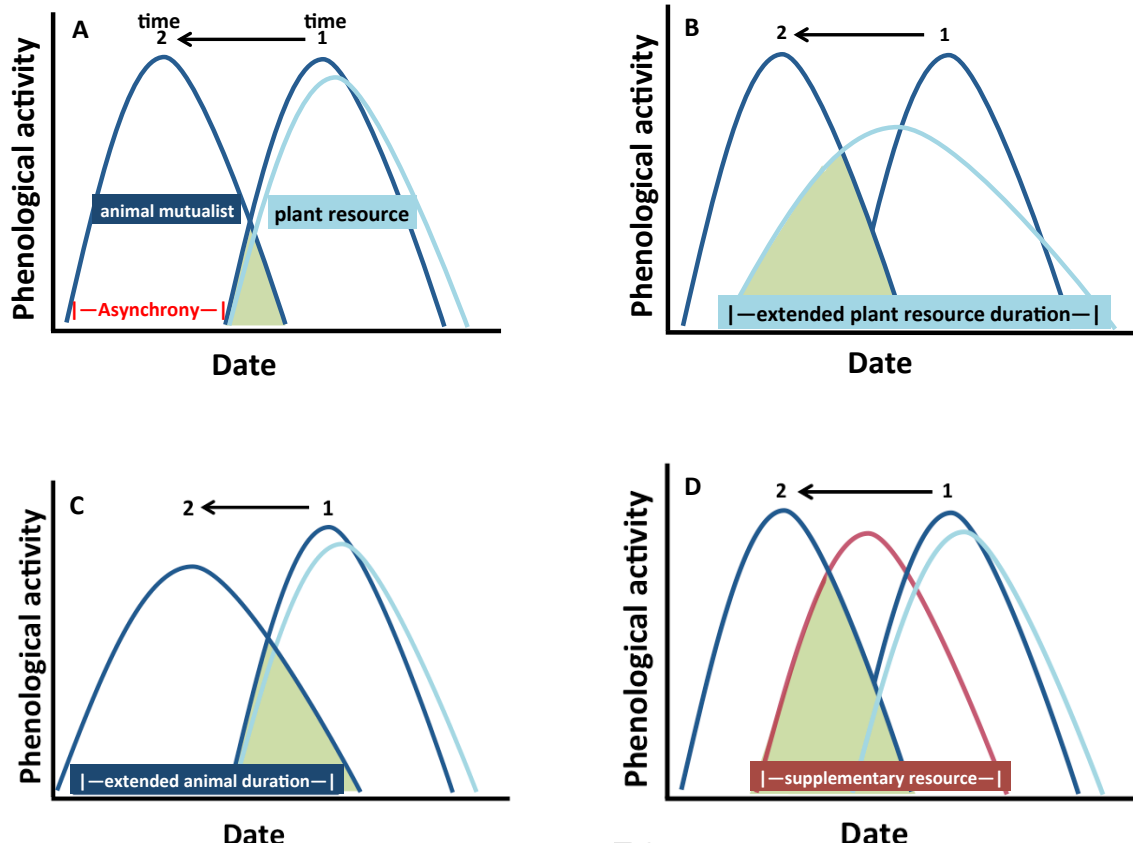 A
time
time
2
1
Phenological activity
animal mutualist
plant resource
|—Asynchrony—|
Date
B
2
1
Phenological activity
|—extended plant resource duration—|
Date
C
2
1
Phenological activity
|—extended animal duration—|
Date
D
2
1
Phenological activity
|—supplementary resource—|
Date